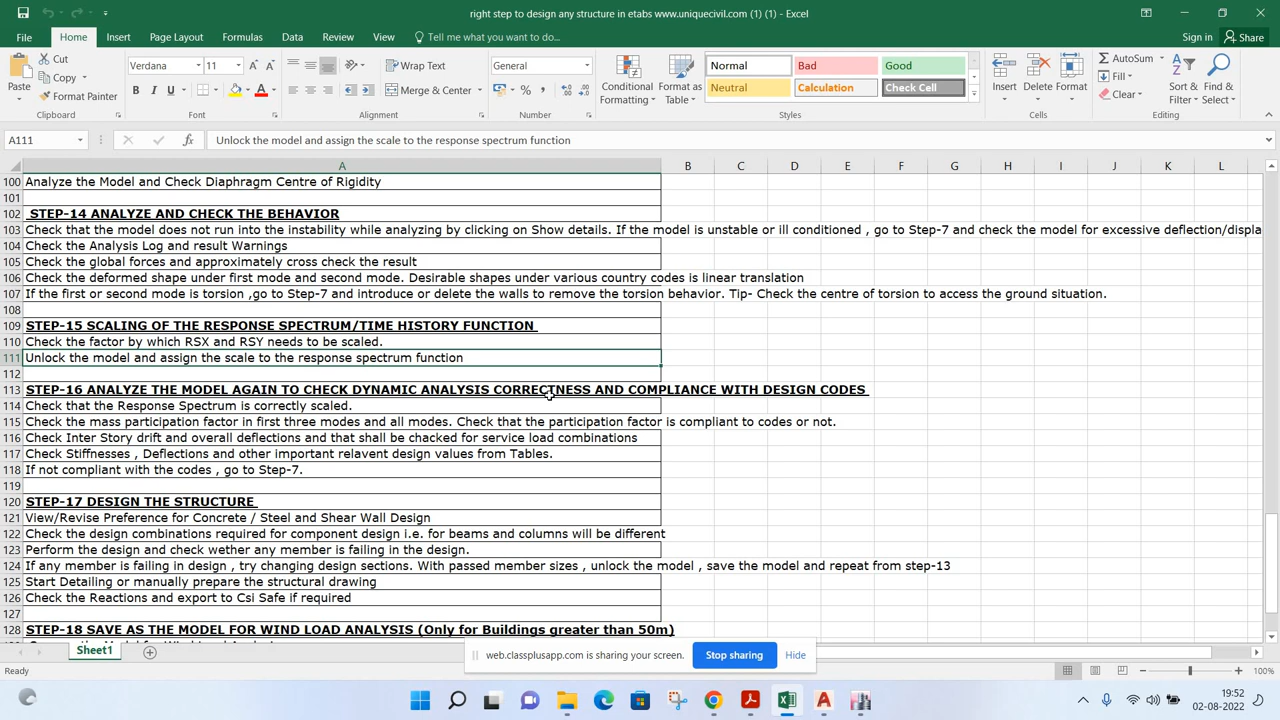 right step to design any structure in etabs www.uniquecivil.com (1) (1) - Excel
File Home Insert Page Layout Formulas Data Review View Tell me what you want to do... Sign in Share
Paste
Cut
Copy
Format Painter
Clipboard
Verdana 11
B I U
Font
Wrap Text
Merge & Center
Alignment
General
Number
Conditional Formatting
Format as Table
Normal Bad Good
Neutral Calculation Check Cell
Styles
Insert Delete Format
Cells
AutoSum
Fill
Clear
Sort & Filter
Find & Select
Editing
A111 Unlock the model and assign the scale to the response spectrum function
A B C D E F G H I J K L
100 Analyze the Model and Check Diaphragm Centre of Rigidity
101
102 STEP-14 ANALYZE AND CHECK THE BEHAVIOR
103 Check that the model does not run into the instability while analyzing by clicking on Show details. If the model is unstable or ill conditioned , go to Step-7 and check the model for excessive deflection/displa
104 Check the Analysis Log and result Warnings
105 Check the global forces and approximately cross check the result
106 Check the deformed shape under first mode and second mode. Desirable shapes under various country codes is linear translation
107 If the first or second mode is torsion ,go to Step-7 and introduce or delete the walls to remove the torsion behavior. Tip- Check the centre of torsion to access the ground situation.
108
109 STEP-15 SCALING OF THE RESPONSE SPECTRUM/TIME HISTORY FUNCTION
110 Check the factor by which RSX and RSY needs to be scaled.
111 Unlock the model and assign the scale to the response spectrum function
112
113 STEP-16 ANALYZE THE MODEL AGAIN TO CHECK DYNAMIC ANALYSIS CORRECTNESS AND COMPLIANCE WITH DESIGN CODES
114 Check that the Response Spectrum is correctly scaled.
115 Check the mass participation factor in first three modes and all modes. Check that the participation factor is compliant to codes or not.
116 Check Inter Story drift and overall deflections and that shall be chacked for service load combinations
117 Check Stiffnesses , Deflections and other important relavent design values from Tables.
118 If not compliant with the codes , go to Step-7.
119
120 STEP-17 DESIGN THE STRUCTURE
121 View/Revise Preference for Concrete / Steel and Shear Wall Design
122 Check the design combinations required for component design i.e. for beams and columns will be different
123 Perform the design and check wether any member is failing in the design.
124 If any member is failing in design , try changing design sections. With passed member sizes , unlock the model , save the model and repeat from step-13
125 Start Detailing or manually prepare the structural drawing
126 Check the Reactions and export to Csi Safe if required
127
128 STEP-18 SAVE AS THE MODEL FOR WIND LOAD ANALYSIS (Only for Buildings greater than 50m)
Sheet1
web.classplusapp.com is sharing your screen. Stop sharing Hide
Ready 100%
19:52
02-08-2022